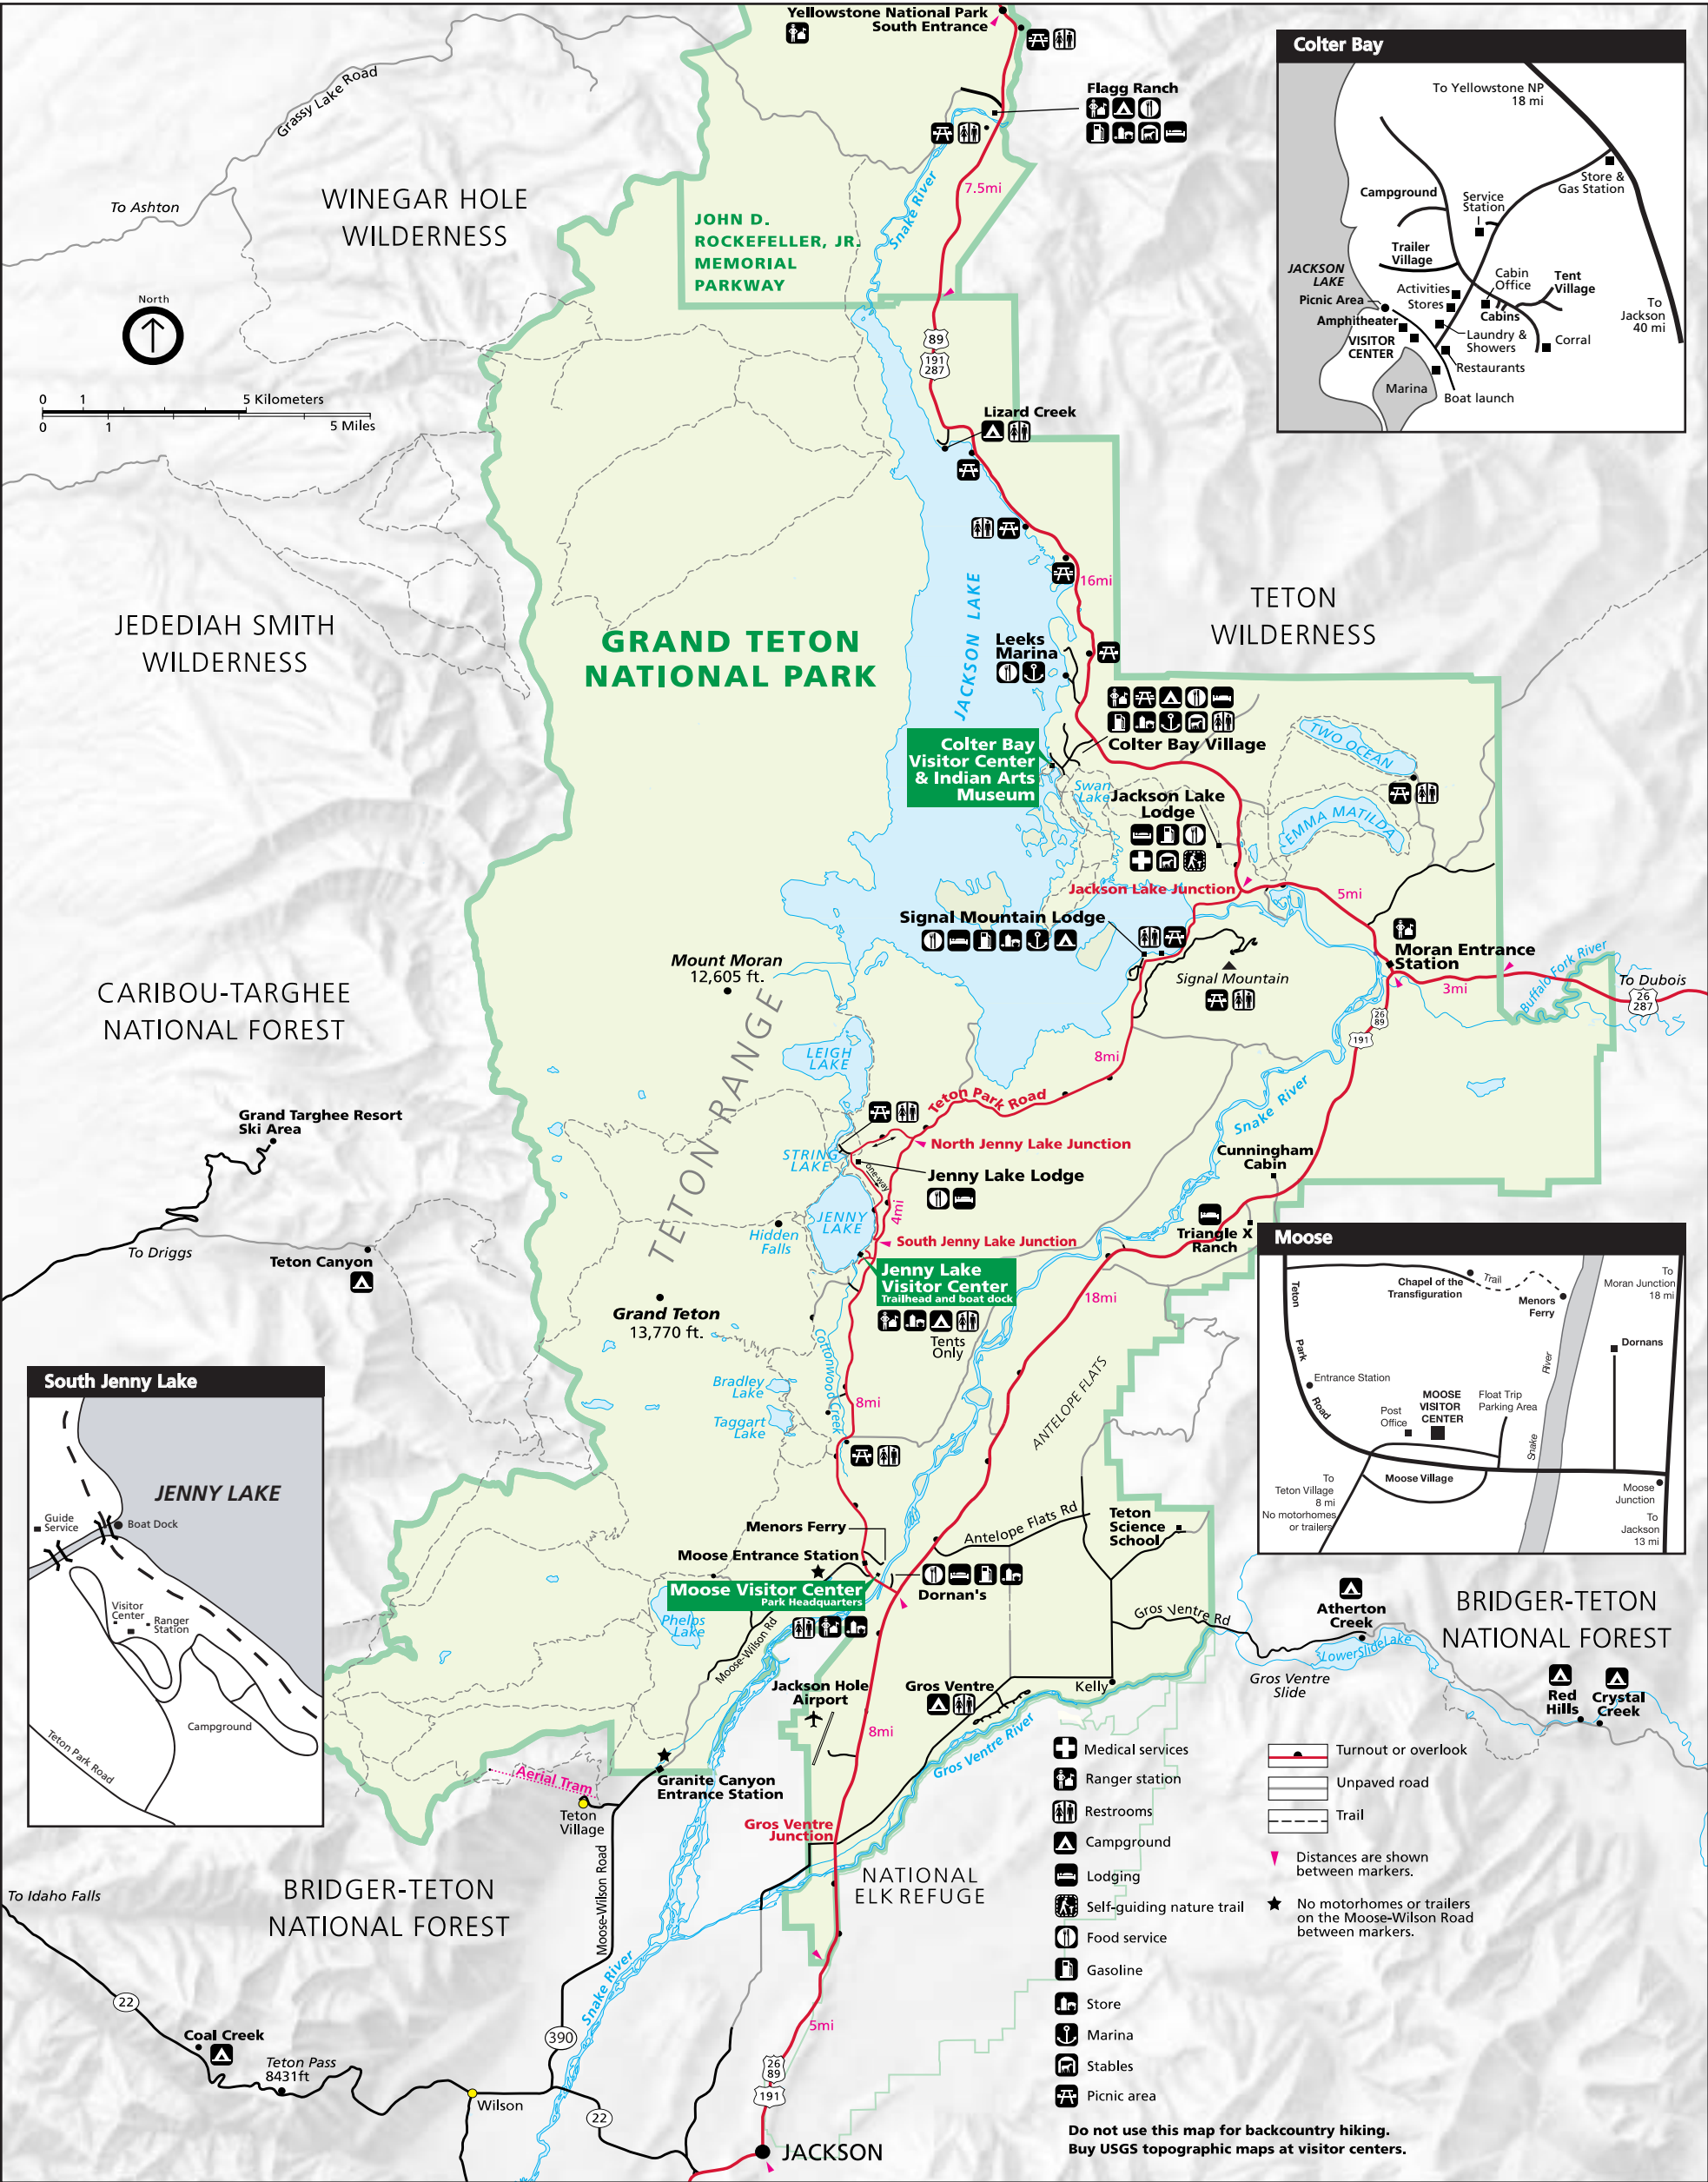 Yellowstone National Park
South Entrance
Grassy Lake Road
Flagg Ranch
To Ashton
WINEGAR HOLE
WILDERNESS
JOHN D.
ROCKEFELLER, JR.
MEMORIAL
PARKWAY
Snake River
7.5mi
North
0 1 5 Kilometers
0 1 5 Miles
89
191
287
Lizard Creek
Colter Bay
To Yellowstone NP
18 mi
Store &
Gas Station
Campground
Service
Station
Trailer
Village
JACKSON
LAKE
Cabin
Office
Tent
Village
Activities
Picnic Area
Stores
Cabins
To
Jackson
40 mi
Amphitheater
Laundry &
Showers
Corral
VISITOR
CENTER
Restaurants
Marina
Boat launch
JEDEDIAH SMITH
WILDERNESS
GRAND TETON
NATIONAL PARK
JACKSON LAKE
16mi
TETON
WILDERNESS
Leeks
Marina
Colter Bay Village
Colter Bay
Visitor Center
& Indian Arts
Museum
TWO OCEAN
Swan
Lake
Jackson Lake
Lodge
EMMA MATILDA
Jackson Lake Junction
5mi
Signal Mountain Lodge
Moran Entrance
Station
Signal Mountain
3mi
Buffalo Fork River
To Dubois
26
287
Mount Moran
12,605 ft.
CARIBOU-TARGHEE
NATIONAL FOREST
TETON RANGE
26
89
191
LEIGH
LAKE
8mi
Teton Park Road
Snake River
Grand Targhee Resort
Ski Area
North Jenny Lake Junction
STRING
LAKE
one-way
Jenny Lake Lodge
Cunningham
Cabin
4mi
JENNY
LAKE
Hidden
Falls
South Jenny Lake Junction
Triangle X
Ranch
To Driggs
Teton Canyon
Jenny Lake
Visitor Center
Trailhead and boat dock
Tents
Only
18mi
Grand Teton
13,770 ft.
Cottonwood Creek
Moose
Teton
Park
Road
Chapel of the
Transfiguration
Trail
Menors
Ferry
To
Moran Junction
18 mi
Dornans
River
Entrance Station
MOOSE
VISITOR
CENTER
Post
Office
Float Trip
Parking Area
Snake
Moose Village
To
Teton Village
8 mi
No motorhomes
or trailers
Moose
Junction
To
Jackson
13 mi
South Jenny Lake
JENNY LAKE
Guide
Service
Boat Dock
Visitor
Center
Ranger
Station
Campground
Teton Park Road
Bradley
Lake
Taggart
Lake
8mi
ANTELOPE FLATS
Menors Ferry
Antelope Flats Rd
Teton
Science
School
Moose Entrance Station
Moose Visitor Center
Park Headquarters
Dornan's
Phelps
Lake
Moose-Wilson Rd
Gros Ventre Rd
Atherton
Creek
BRIDGER-TETON
NATIONAL FOREST
Lower Slide Lake
Gros Ventre
Slide
Red
Hills
Crystal
Creek
Jackson Hole
Airport
Gros Ventre
Kelly
8mi
Gros Ventre River
Aerial Tram
Granite Canyon
Entrance Station
Teton
Village
Gros Ventre
Junction
Moose-Wilson Road
NATIONAL
ELK REFUGE
To Idaho Falls
BRIDGER-TETON
NATIONAL FOREST
Snake River
22
Coal Creek
Teton Pass
8431ft
390
5mi
26
89
191
Wilson
22
JACKSON
Medical services
Ranger station
Restrooms
Campground
Lodging
Self-guiding nature trail
Food service
Gasoline
Store
Marina
Stables
Picnic area
Turnout or overlook
Unpaved road
Trail
Distances are shown
between markers.
No motorhomes or trailers
on the Moose-Wilson Road
between markers.
Do not use this map for backcountry hiking.
Buy USGS topographic maps at visitor centers.